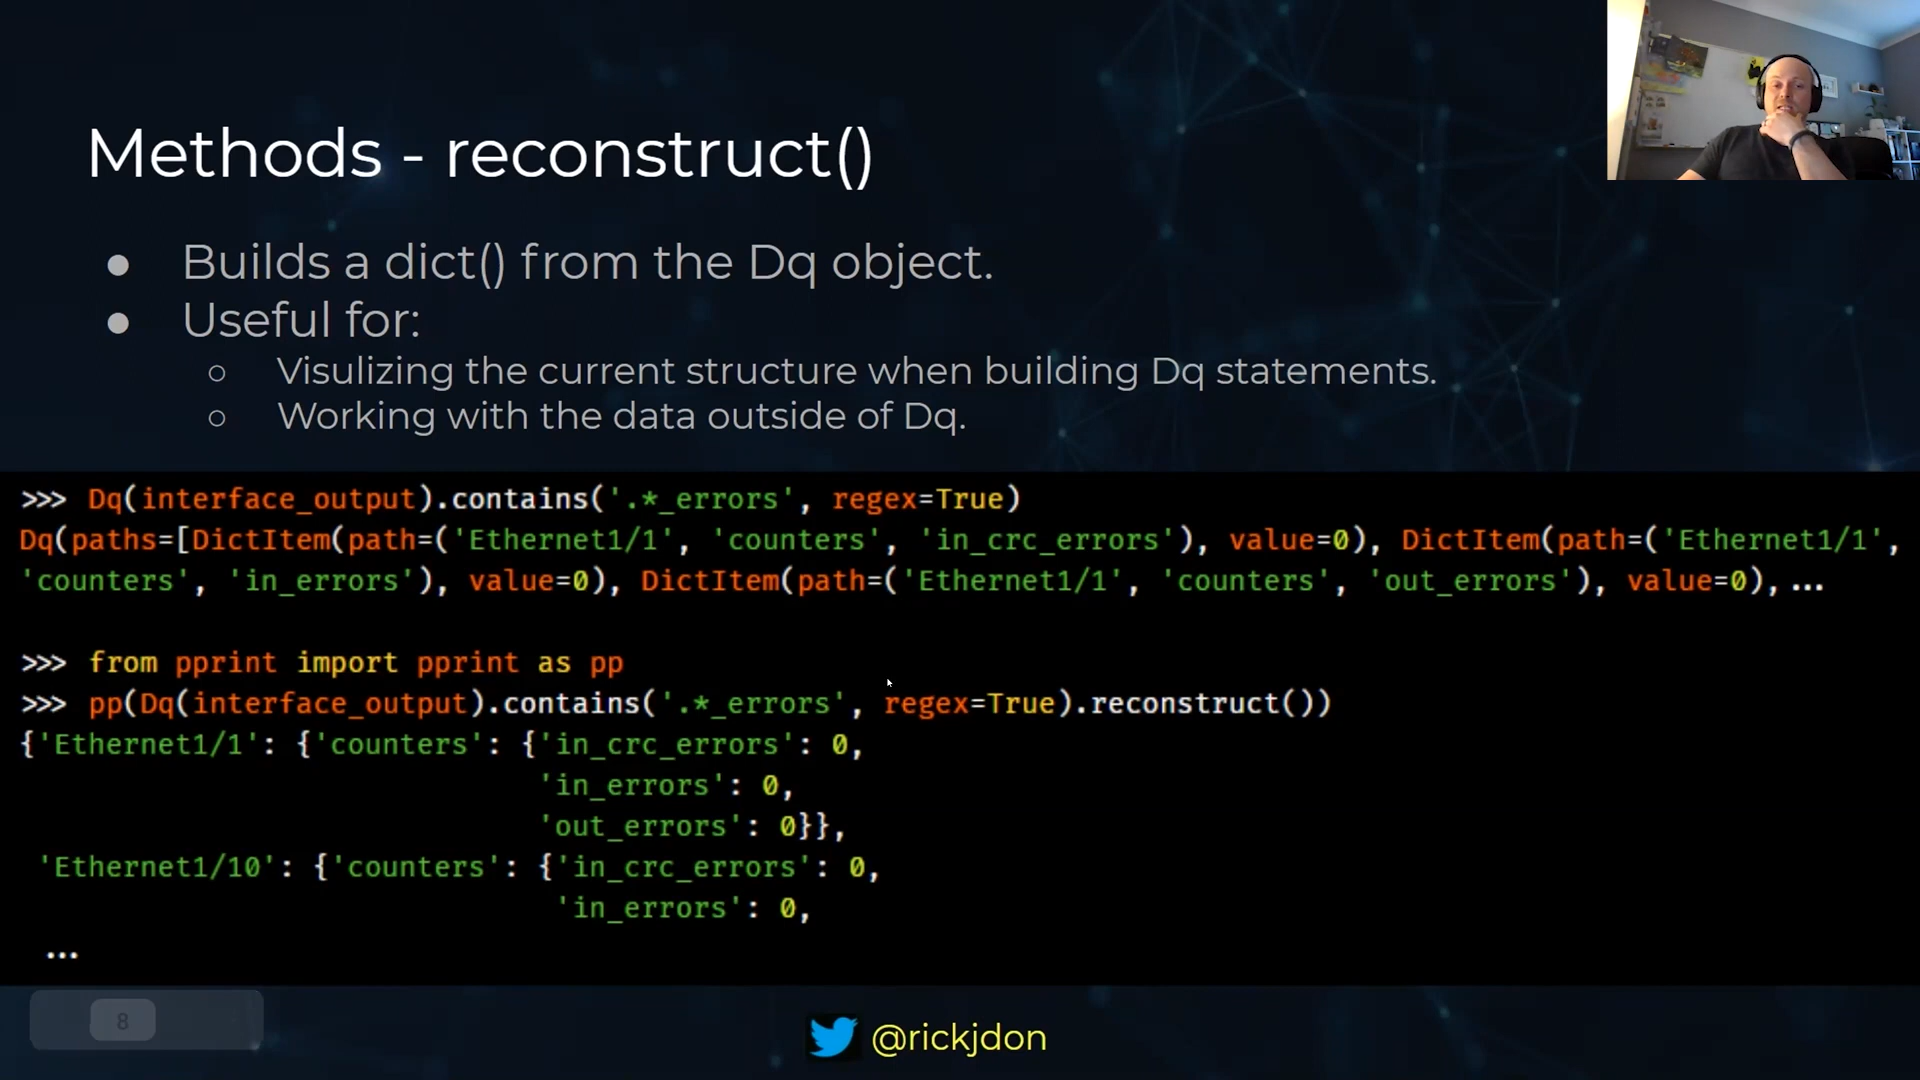 Methods - reconstruct()
● Builds a dict() from the Dq object.
● Useful for:
○ Visulizing the current structure when building Dq statements.
○ Working with the data outside of Dq.
>>> Dq(interface_output).contains('.*_errors', regex=True)
Dq(paths=[DictItem(path=('Ethernet1/1', 'counters', 'in_crc_errors'), value=0), DictItem(path=('Ethernet1/1',
'counters', 'in_errors'), value=0), DictItem(path=('Ethernet1/1', 'counters', 'out_errors'), value=0), ...
>>> from pprint import pprint as pp
>>> pp(Dq(interface_output).contains('.*_errors', regex=True).reconstruct())
{'Ethernet1/1': {'counters': {'in_crc_errors': 0,
'in_errors': 0,
'out_errors': 0}},
'Ethernet1/10': {'counters': {'in_crc_errors': 0,
'in_errors': 0,
...
8
@rickjdon